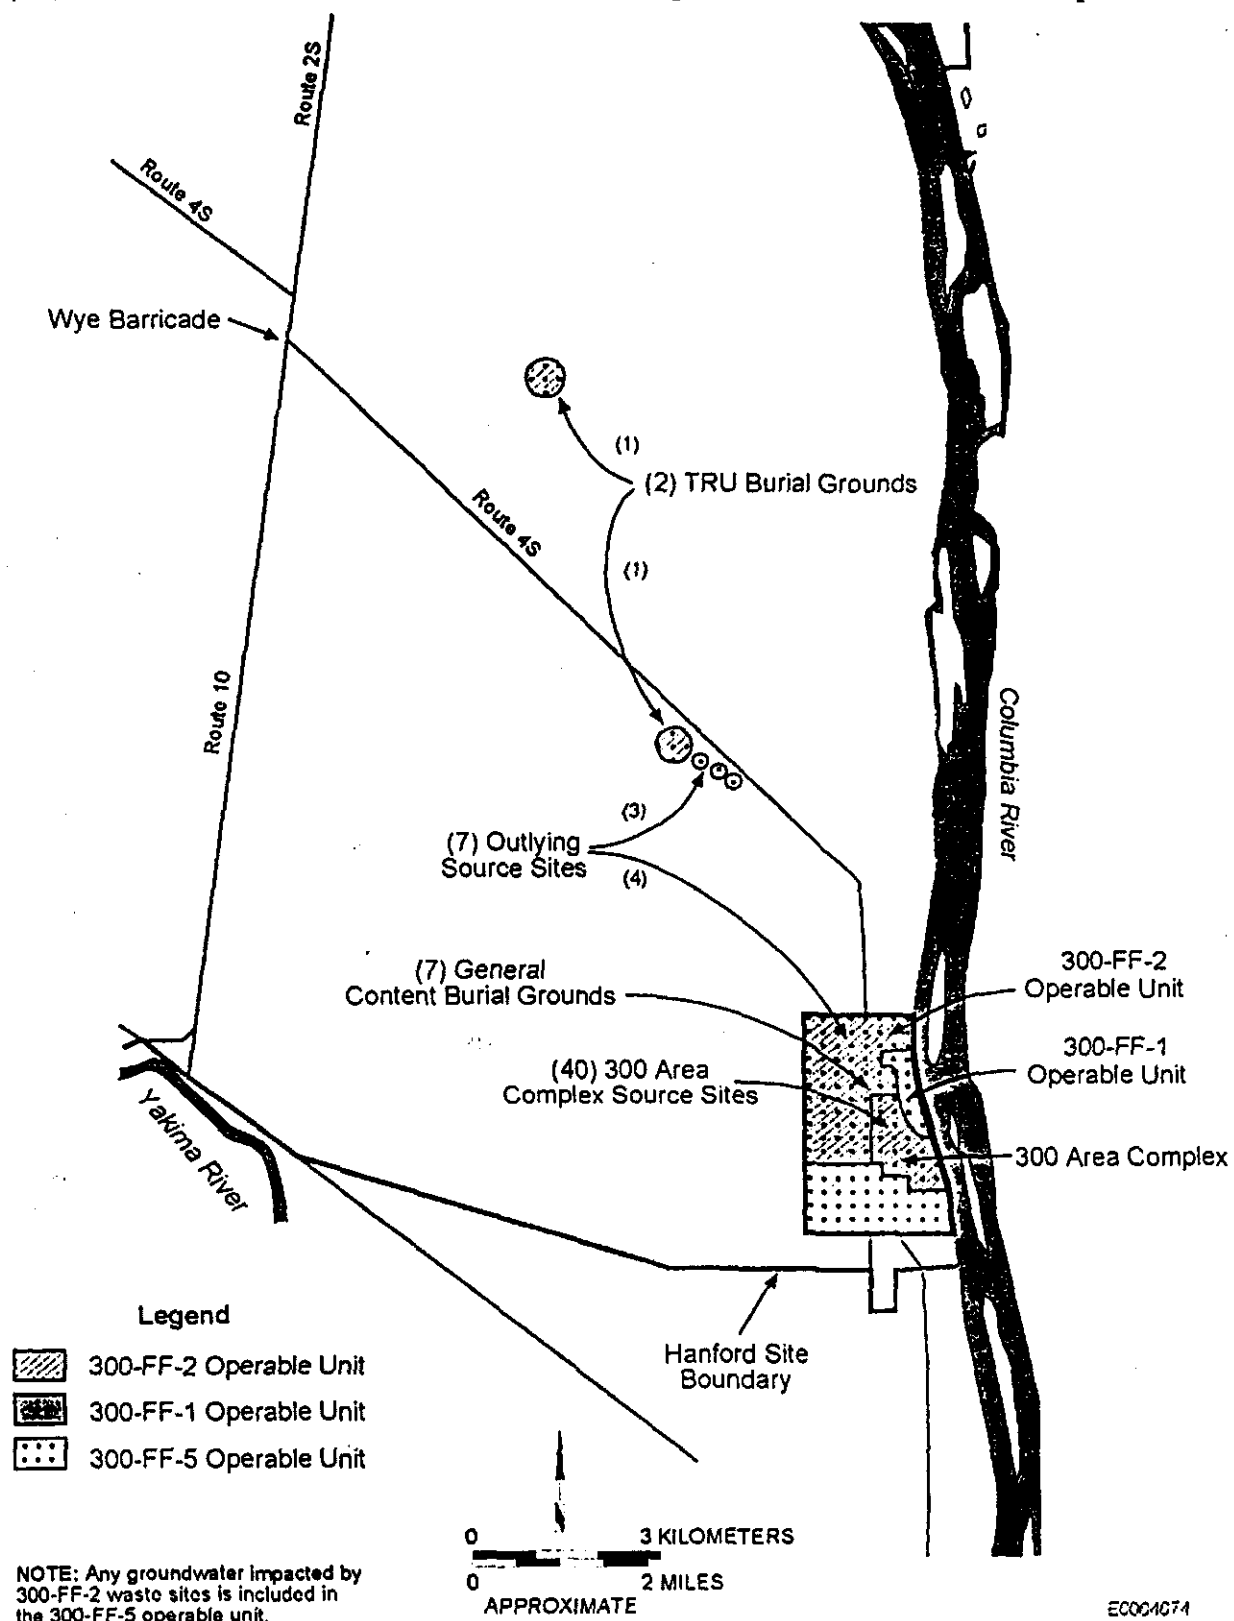 Route 2S
Route 4S
Wye Barricade
(1)
(2) TRU Burial Grounds
Route 4S
(1)
Route 10
Columbia River
(3)
(7) Outlying
Source Sites
(4)
(7) General
Content Burial Grounds
300-FF-2
Operable Unit
300-FF-1
Operable Unit
(40) 300 Area
Complex Source Sites
300 Area Complex
Yakima River
Hanford Site
Boundary
Legend
300-FF-2 Operable Unit
300-FF-1 Operable Unit
300-FF-5 Operable Unit
0 3 KILOMETERS
0 2 MILES
APPROXIMATE
NOTE: Any groundwater impacted by
300-FF-2 waste sites is included in
the 300-FF-5 operable unit.